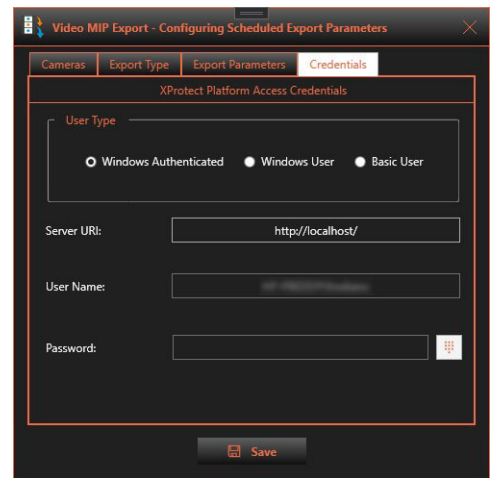 Video MIP Export - Configuring Scheduled Export Parameters
Cameras Export Type Export Parameters Credentials
XProtect Platform Access Credentials
User Type
Windows Authenticated Windows User Basic User
Server URI: http://localhost/
User Name:
Password:
Save